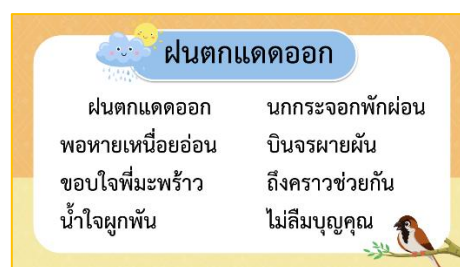 ฝนตกแดดออก
ฝนตกแดดออก นกกระจอกพักผ่อน
พอหายเหนื่อยอ่อน บินจรผายผัน
ขอบใจพี่มะพร้าว ถึงคราวช่วยกัน
น้ำใจผูกพัน ไม่ลืมบุญคุณ